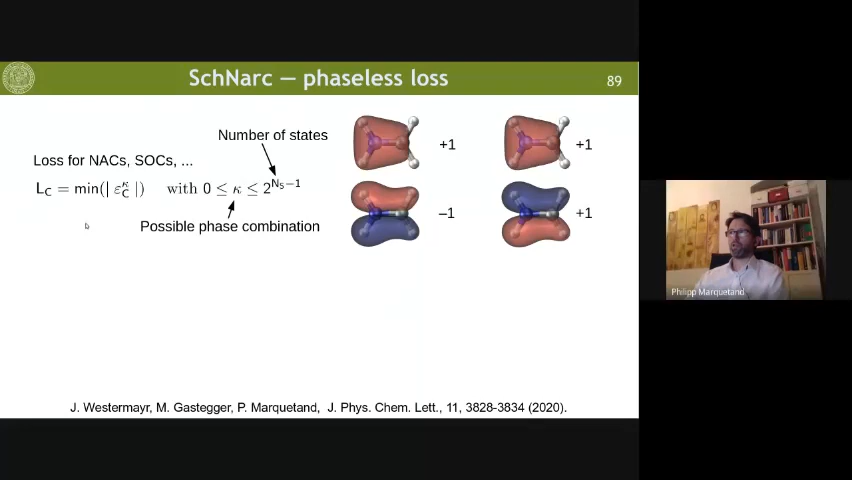 SchNarc — phaseless loss
89
Number of states
Loss for NACs, SOCs, ...
L_C = min(| ε_C^κ |) with 0 ≤ κ ≤ 2^{N_S−1}
Possible phase combination
+1
+1
−1
+1
J. Westermayr, M. Gastegger, P. Marquetand, J. Phys. Chem. Lett., 11, 3828-3834 (2020).
Philipp Marquetand